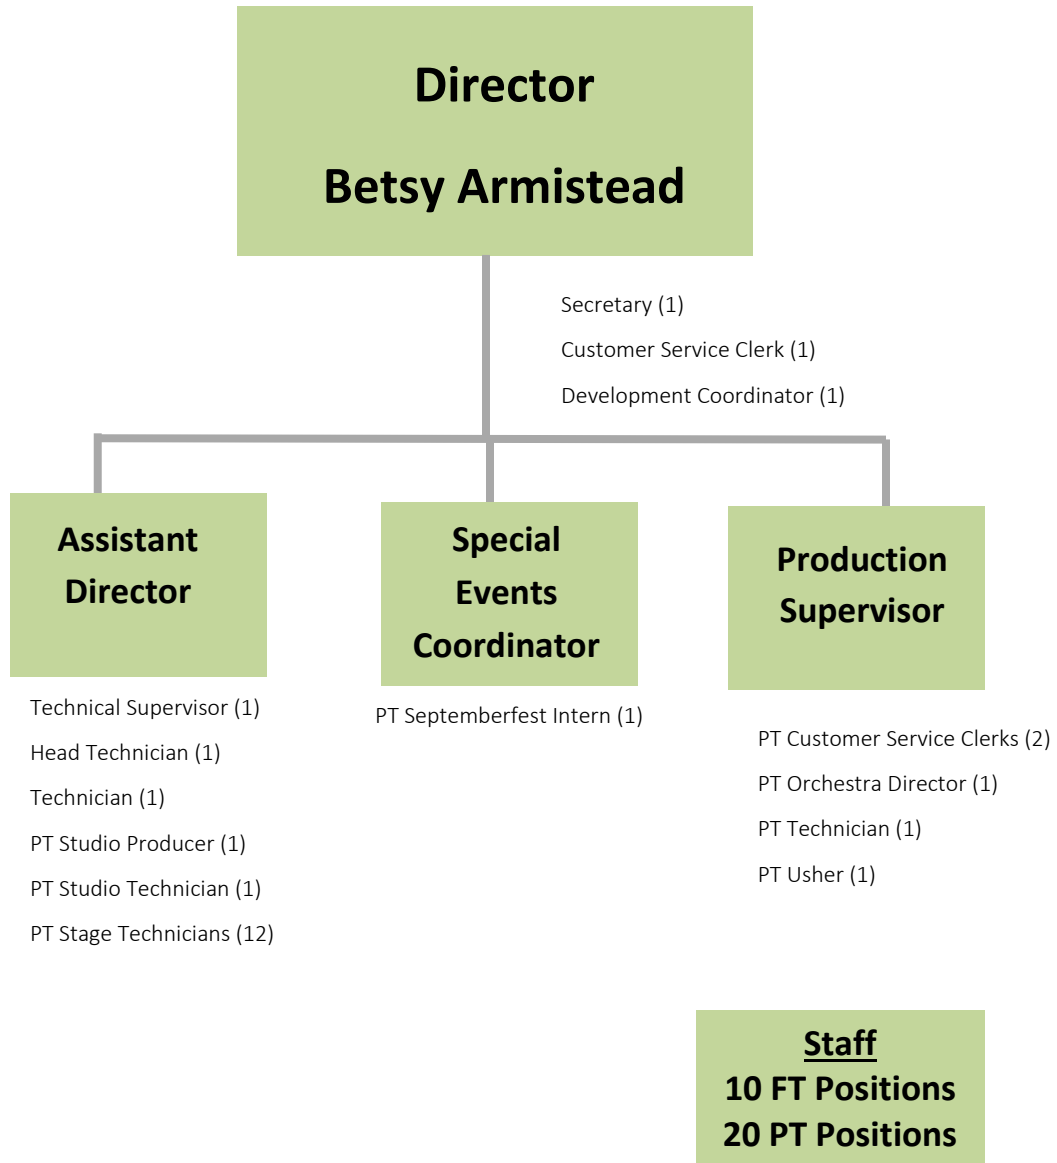 Director
Betsy Armistead
Secretary (1)
Customer Service Clerk (1)
Development Coordinator (1)
Assistant
Director
Technical Supervisor (1)
Head Technician (1)
Technician (1)
PT Studio Producer (1)
PT Studio Technician (1)
PT Stage Technicians (12)
Special
Events
Coordinator
PT Septemberfest Intern (1)
Production
Supervisor
PT Customer Service Clerks (2)
PT Orchestra Director (1)
PT Technician (1)
PT Usher (1)
Staff
10 FT Positions
20 PT Positions